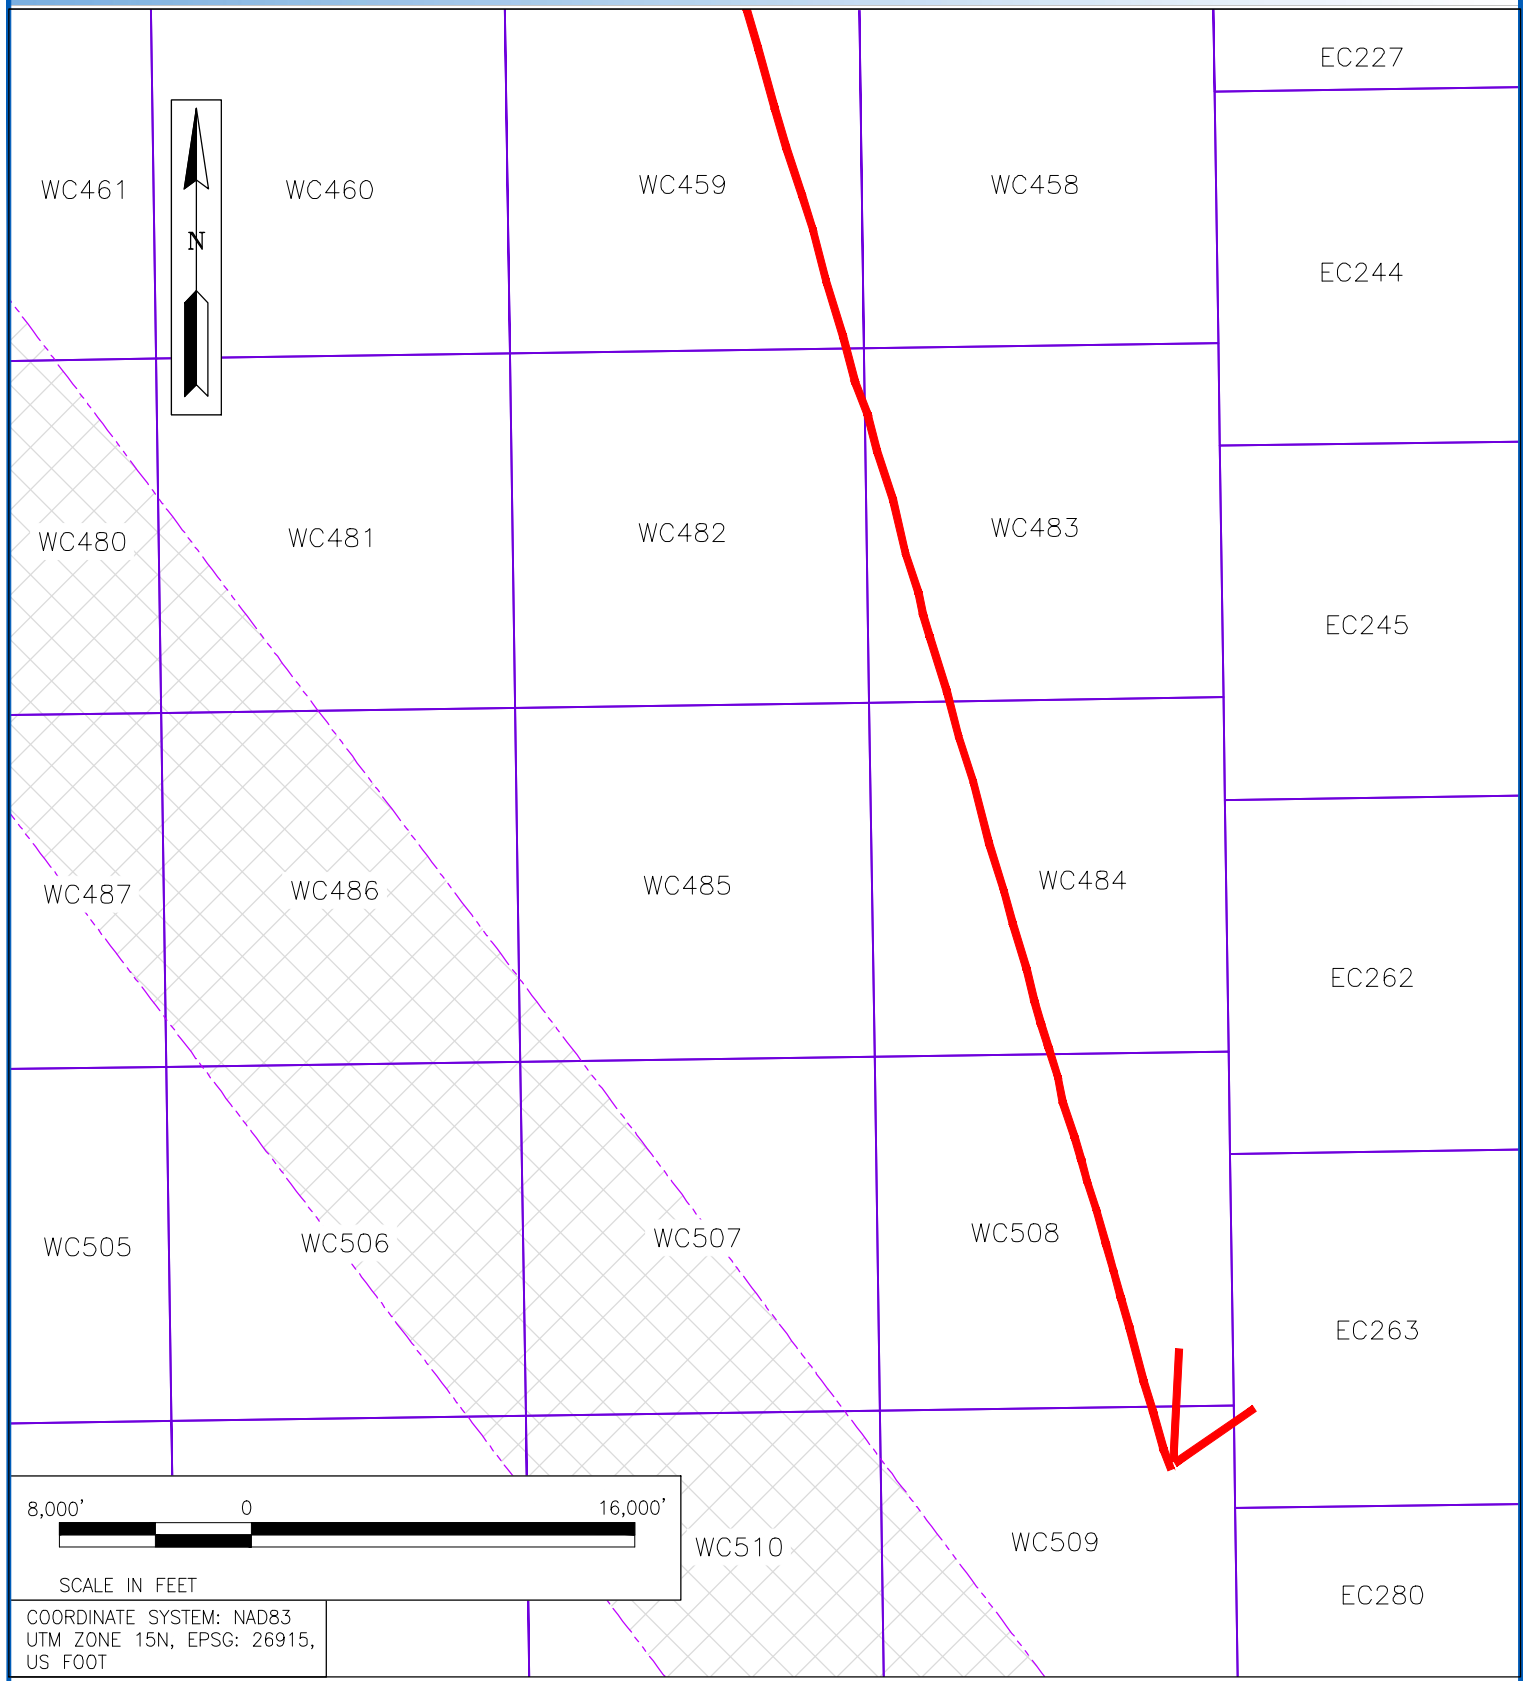 EC227
WC461
WC460
WC459
WC458
N
EC244
WC480
WC481
WC482
WC483
EC245
WC487
WC486
WC485
WC484
EC262
WC505
WC506
WC507
WC508
EC263
8,000' 0 16,000'
SCALE IN FEET
WC510
WC509
EC280
COORDINATE SYSTEM: NAD83
UTM ZONE 15N, EPSG: 26915,
US FOOT